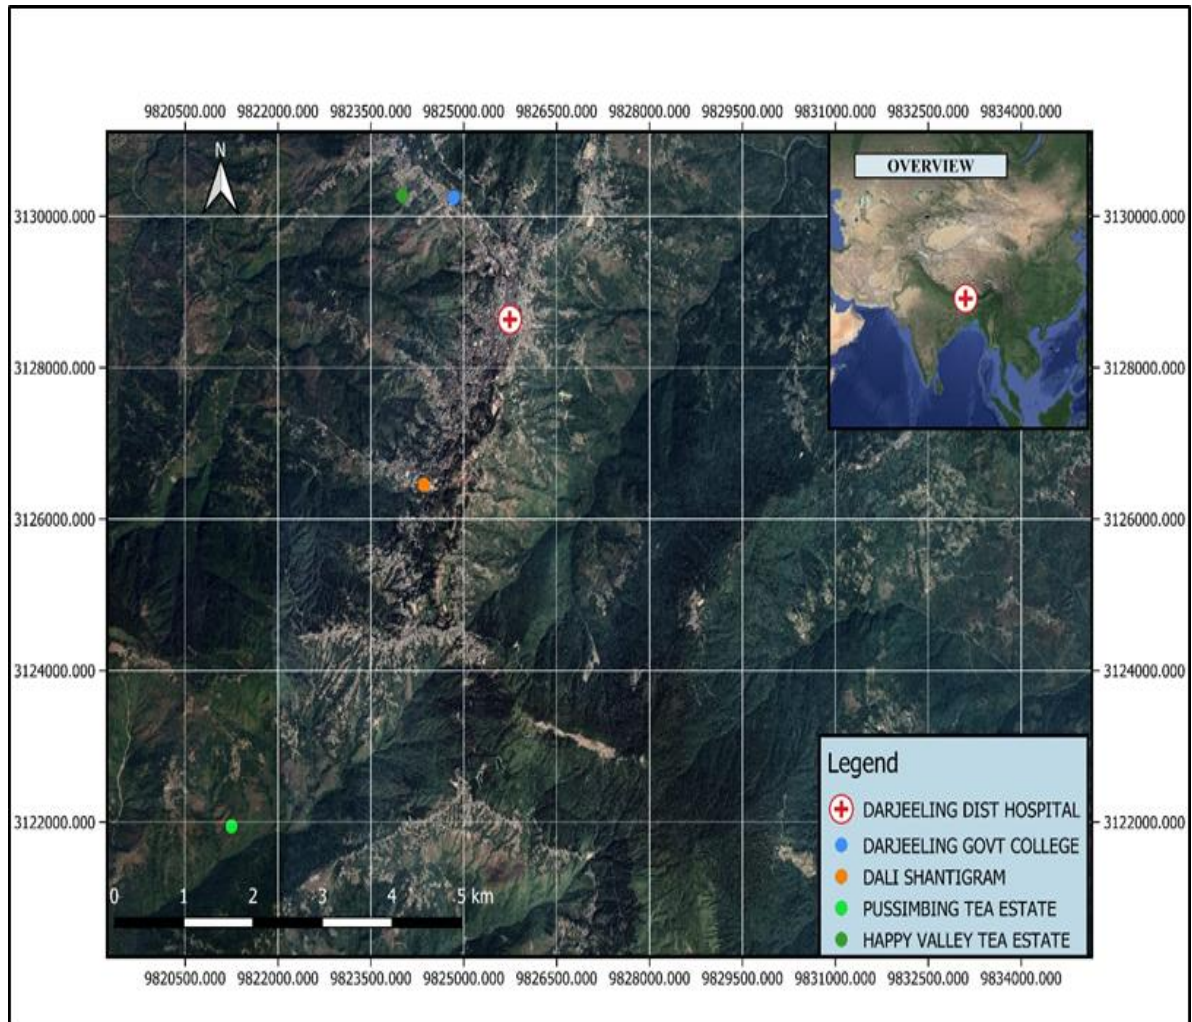 9820500.000 9822000.000 9823500.000 9825000.000 9826500.000 9828000.000 9829500.000 9831000.000 9832500.000 9834000.000
N
OVERVIEW
3130000.000 3130000.000
3128000.000 3128000.000
3126000.000 3126000.000
3124000.000 3124000.000
3122000.000 3122000.000
Legend
DARJEELING DIST HOSPITAL
DARJEELING GOVT COLLEGE
DALI SHANTIGRAM
PUSSIMBING TEA ESTATE
HAPPY VALLEY TEA ESTATE
0 1 2 3 4 5 km
9820500.000 9822000.000 9823500.000 9825000.000 9826500.000 9828000.000 9829500.000 9831000.000 9832500.000 9834000.000